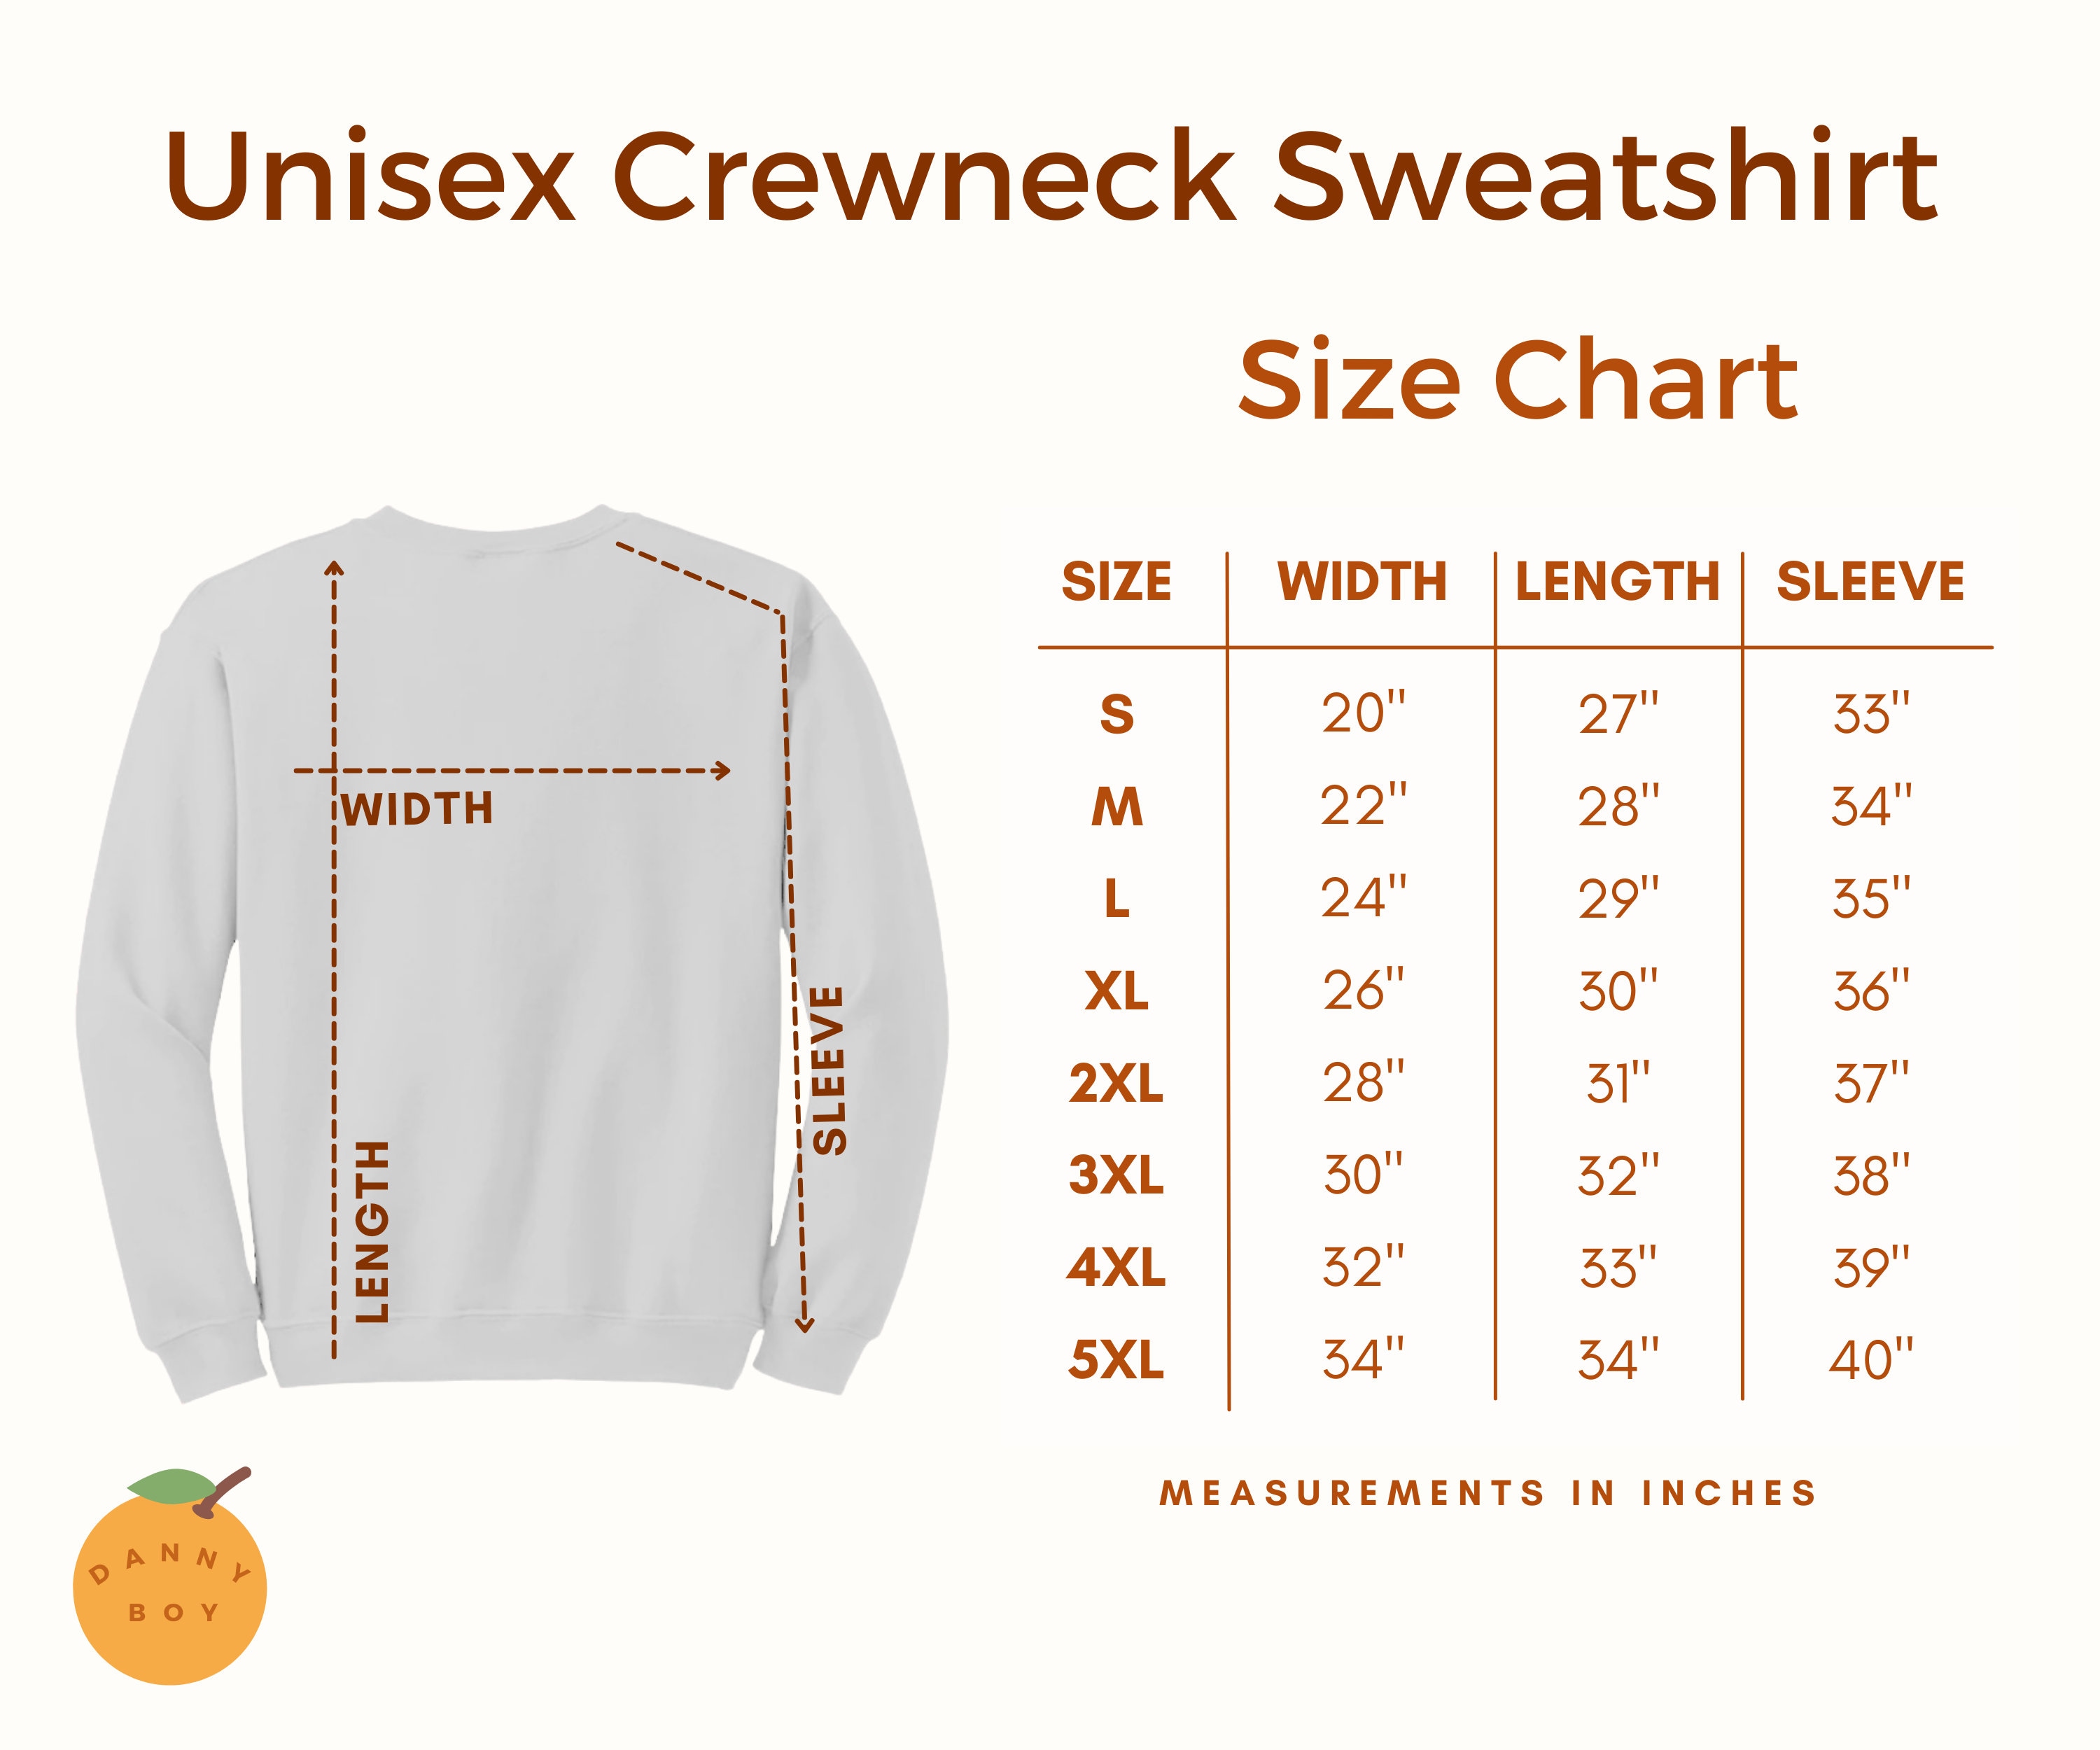 Unisex Crewneck Sweatshirt
Size Chart
WIDTH
LENGTH
SLEEVE
SIZE WIDTH LENGTH SLEEVE
S 20" 27" 33"
M 22" 28" 34"
L 24" 29" 35"
XL 26" 30" 36"
2XL 28" 31" 37"
3XL 30" 32" 38"
4XL 32" 33" 39"
5XL 34" 34" 40"
MEASUREMENTS IN INCHES
DANNY
BOY